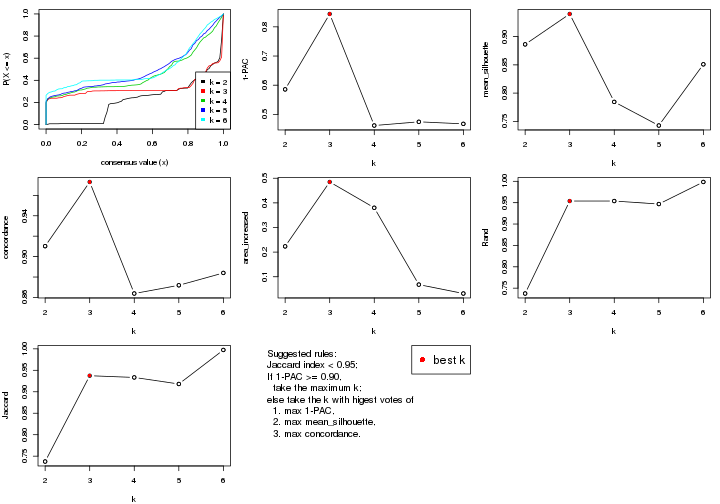 P(X <= x)
1.0
0.8
0.6
0.4
0.2
0.0
k = 2
k = 3
k = 4
k = 5
k = 6
0.0 0.2 0.4 0.6 0.8 1.0
consensus value (x)
1-PAC
0.8
0.7
0.6
0.5
2 3 4 5 6
k
mean_silhouette
0.90
0.85
0.80
0.75
2 3 4 5 6
k
concordance
0.94
0.90
0.86
2 3 4 5 6
k
area_increased
0.5
0.4
0.3
0.2
0.1
2 3 4 5 6
k
Rand
1.00
0.95
0.90
0.85
0.80
0.75
2 3 4 5 6
k
Jaccard
1.00
0.95
0.90
0.85
0.80
0.75
2 3 4 5 6
k
Suggested rules:
Jaccard index < 0.95;
If 1-PAC >= 0.90,
take the maximum k;
else take the k with higest votes of
1. max 1-PAC,
2. max mean_silhouette,
3. max concordance.
best k